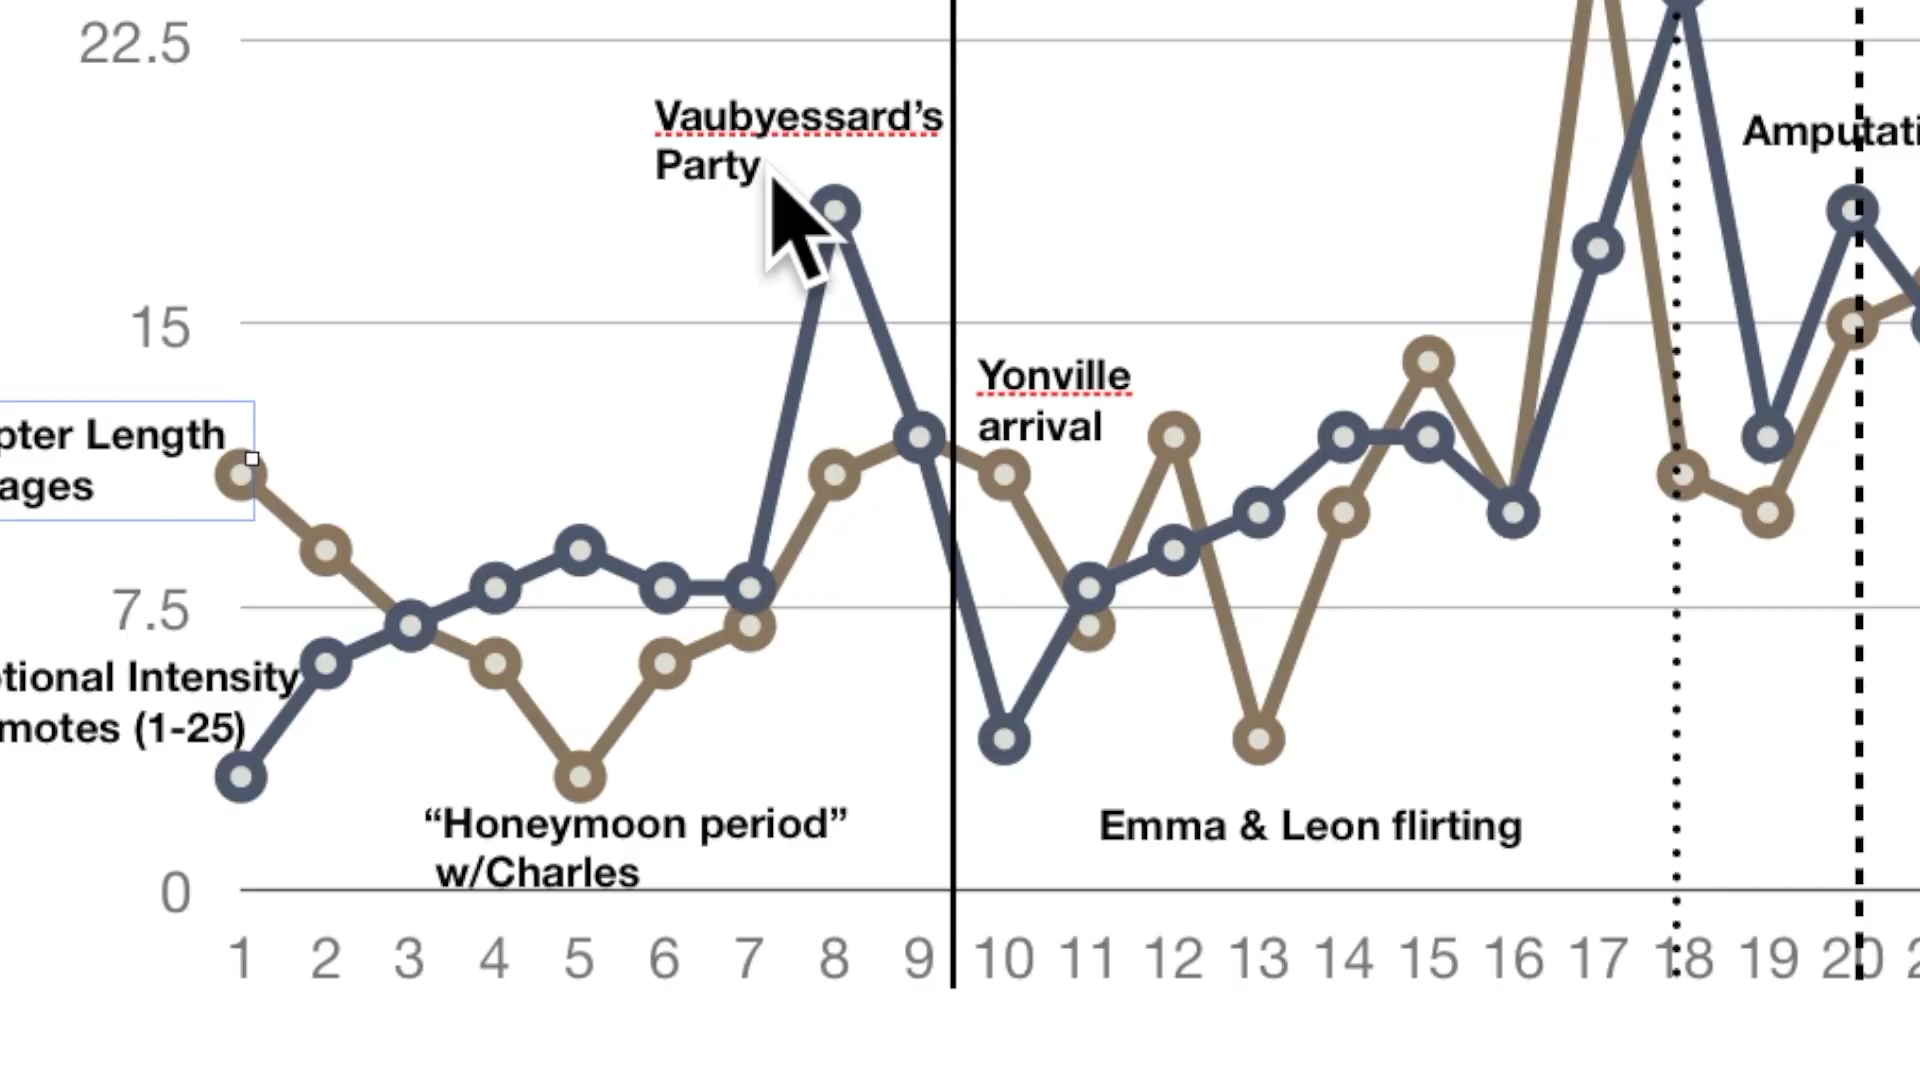 22.5
Vaubyessard’s
Party
Amputati
15
Yonville
arrival
pter Length
ages
7.5
tional Intensity
motes (1-25)
“Honeymoon period”
w/Charles
Emma & Leon flirting
0
1 2 3 4 5 6 7 8 9 10 11 12 13 14 15 16 17 18 19 20 2